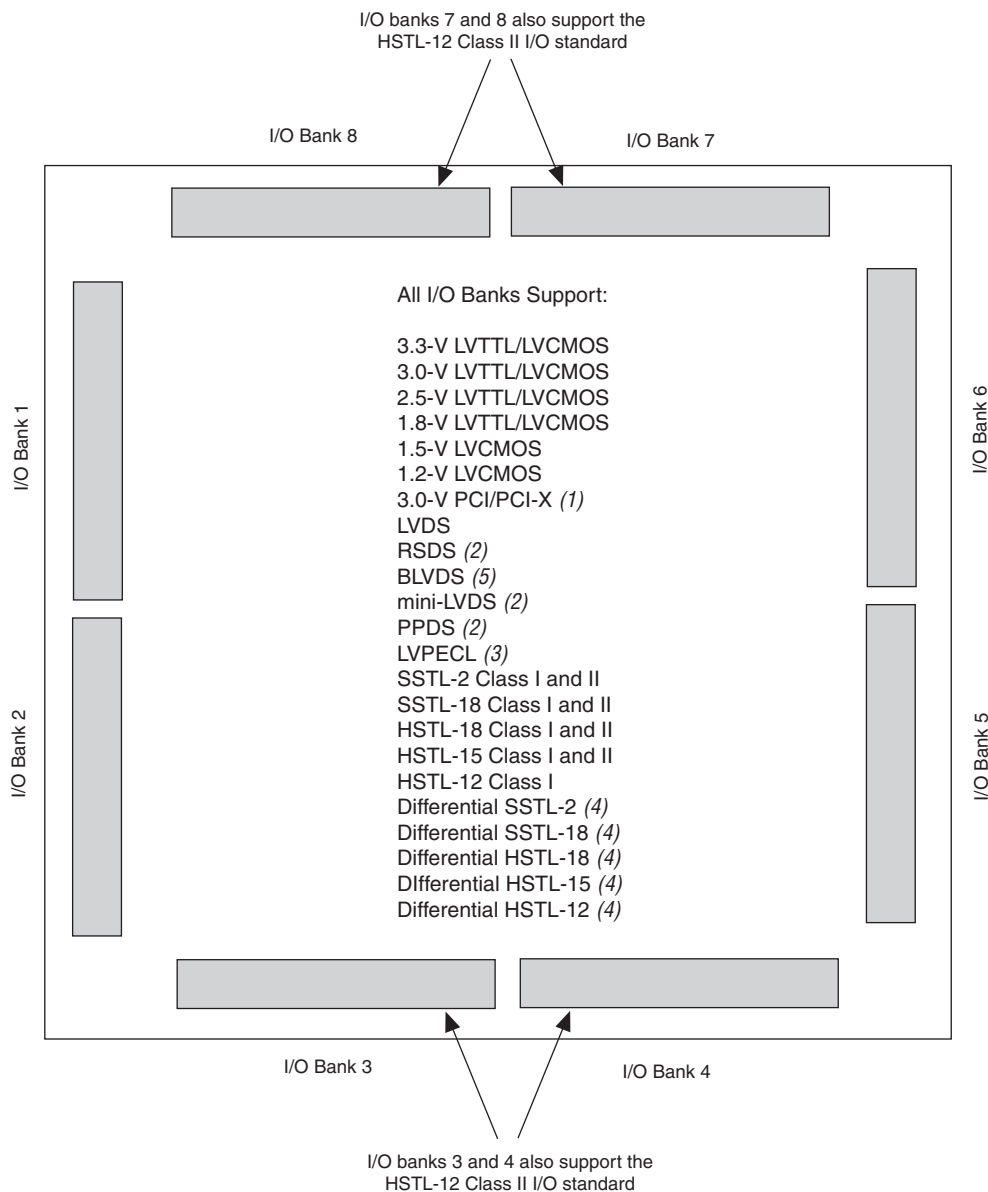 I/O banks 7 and 8 also support the
HSTL-12 Class II I/O standard
I/O Bank 8
I/O Bank 7
I/O Bank 1
I/O Bank 2
All I/O Banks Support:
3.3-V LVTTL/LVCMOS
3.0-V LVTTL/LVCMOS
2.5-V LVTTL/LVCMOS
1.8-V LVTTL/LVCMOS
1.5-V LVCMOS
1.2-V LVCMOS
3.0-V PCI/PCI-X (1)
LVDS
RSDS (2)
BLVDS (5)
mini-LVDS (2)
PPDS (2)
LVPECL (3)
SSTL-2 Class I and II
SSTL-18 Class I and II
HSTL-18 Class I and II
HSTL-15 Class I and II
HSTL-12 Class I
Differential SSTL-2 (4)
Differential SSTL-18 (4)
Differential HSTL-18 (4)
DIfferential HSTL-15 (4)
Differential HSTL-12 (4)
I/O Bank 6
I/O Bank 5
I/O Bank 3
I/O Bank 4
I/O banks 3 and 4 also support the
HSTL-12 Class II I/O standard